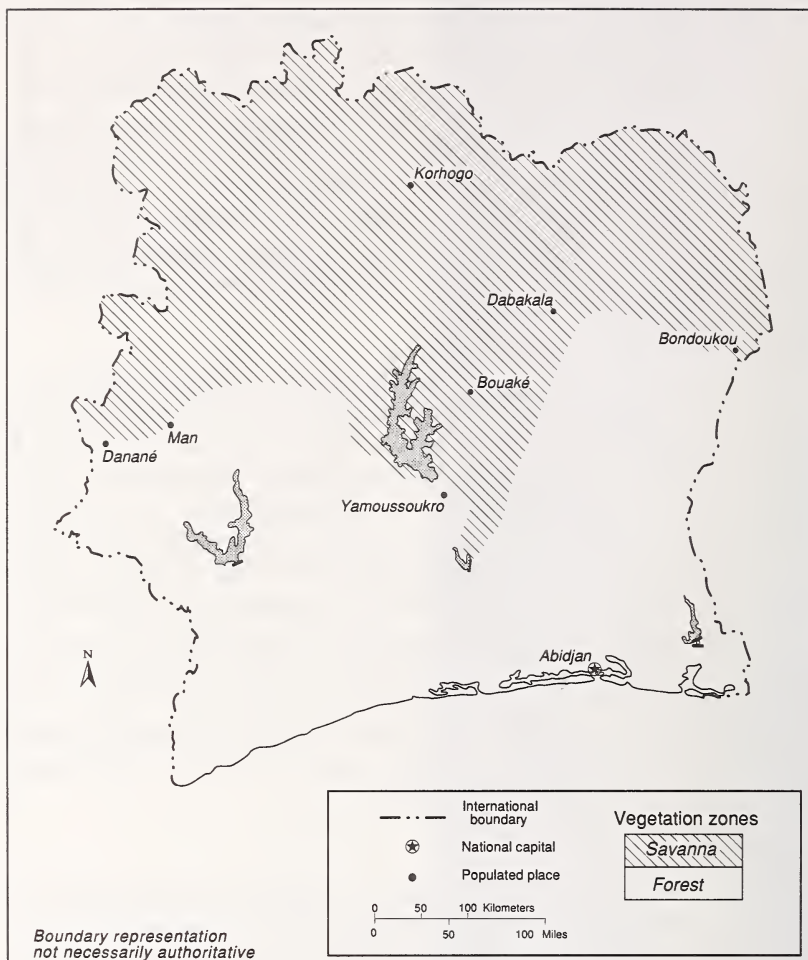 Korhogo
Dabakala
Bondoukou
Bouaké
Man
Danané
Yamoussoukro
N
Abidjan
International
boundary
National capital
Populated place
0 50 100 Kilometers
0 50 100 Miles
Vegetation zones
Savanna
Forest
Boundary representation
not necessarily authoritative